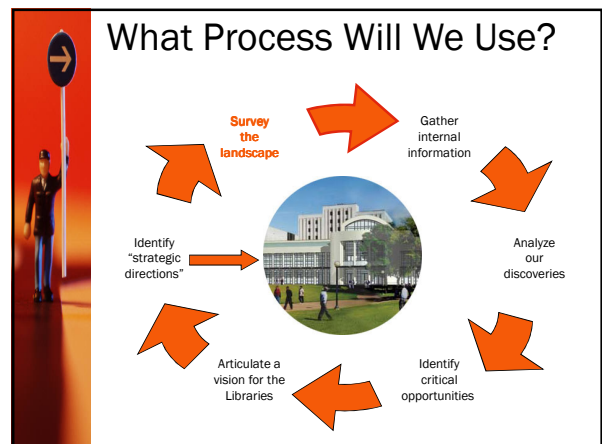 What Process Will We Use?
Survey
the
landscape
Gather
internal
information
Analyze
our
discoveries
Identify
critical
opportunities
Articulate a
vision for the
Libraries
Identify
“strategic
directions”